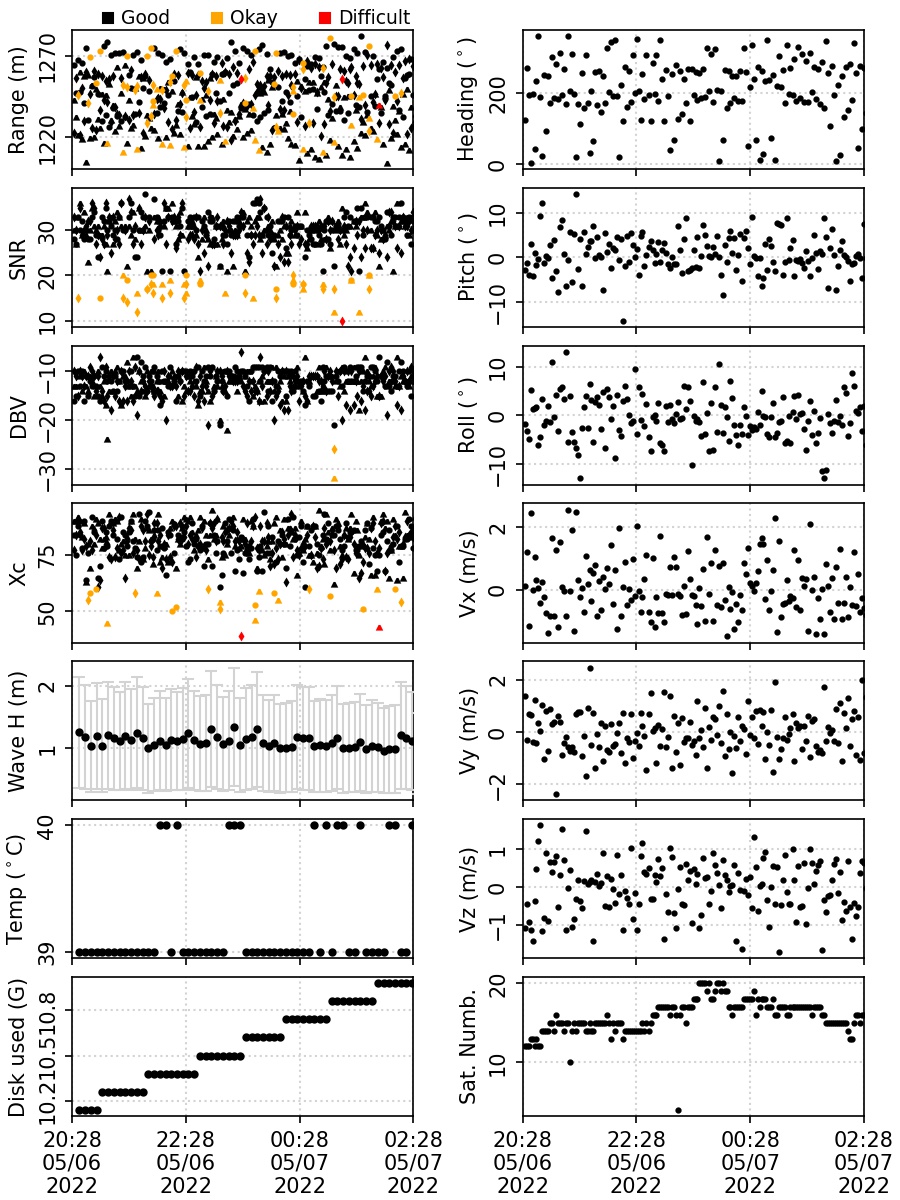 Good Okay Difficult
Range (m)
1270
1220
Heading (°)
200
0
SNR
30
20
10
Pitch (°)
10
0
−10
DBV
−10
−20
−30
Roll (°)
10
0
−10
Xc
75
50
Vx (m/s)
2
0
Wave H (m)
2
1
Vy (m/s)
2
0
−2
Temp (°C)
40
39
Vz (m/s)
1
0
−1
Disk used (G)
10.8
10.5
10.2
Sat. Numb.
20
10
20:28 22:28 00:28 02:28
05/06 05/06 05/07 05/07
2022 2022 2022 2022
20:28 22:28 00:28 02:28
05/06 05/06 05/07 05/07
2022 2022 2022 2022